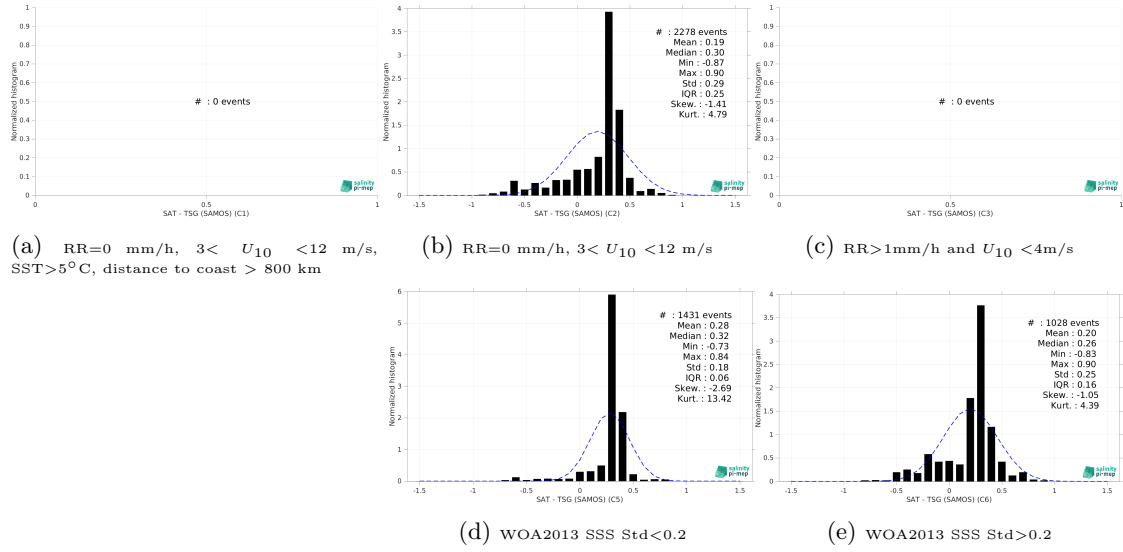 1
0.9
0.8
0.7
0.6
0.5
0.4
0.3
0.2
0.1
0
Normalized histogram
# : 0 events
salinity
pi-mep
0 0.5 1
SAT - TSG (SAMOS) (C1)
(a) RR=0 mm/h, 3< U10 <12 m/s,
SST>5°C, distance to coast > 800 km
4
3.5
3
2.5
2
1.5
1
0.5
0
Normalized histogram
# : 2278 events
Mean : 0.19
Median : 0.30
Min : -0.87
Max : 0.90
Std : 0.29
IQR : 0.25
Skew. : -1.41
Kurt. : 4.79
salinity
pi-mep
-1.5 -1 -0.5 0 0.5 1 1.5
SAT - TSG (SAMOS) (C2)
(b) RR=0 mm/h, 3< U10 <12 m/s
1
0.9
0.8
0.7
0.6
0.5
0.4
0.3
0.2
0.1
0
Normalized histogram
# : 0 events
salinity
pi-mep
0 0.5 1
SAT - TSG (SAMOS) (C3)
(c) RR>1mm/h and U10 <4m/s
6
5
4
3
2
1
0
Normalized histogram
# : 1431 events
Mean : 0.28
Median : 0.32
Min : -0.73
Max : 0.84
Std : 0.18
IQR : 0.06
Skew. : -2.69
Kurt. : 13.42
salinity
pi-mep
-1.5 -1 -0.5 0 0.5 1 1.5
SAT - TSG (SAMOS) (C5)
(d) WOA2013 SSS Std<0.2
4
3.5
3
2.5
2
1.5
1
0.5
0
Normalized histogram
# : 1028 events
Mean : 0.20
Median : 0.26
Min : -0.83
Max : 0.90
Std : 0.25
IQR : 0.16
Skew. : -1.05
Kurt. : 4.39
salinity
pi-mep
-1.5 -1 -0.5 0 0.5 1 1.5
SAT - TSG (SAMOS) (C6)
(e) WOA2013 SSS Std>0.2